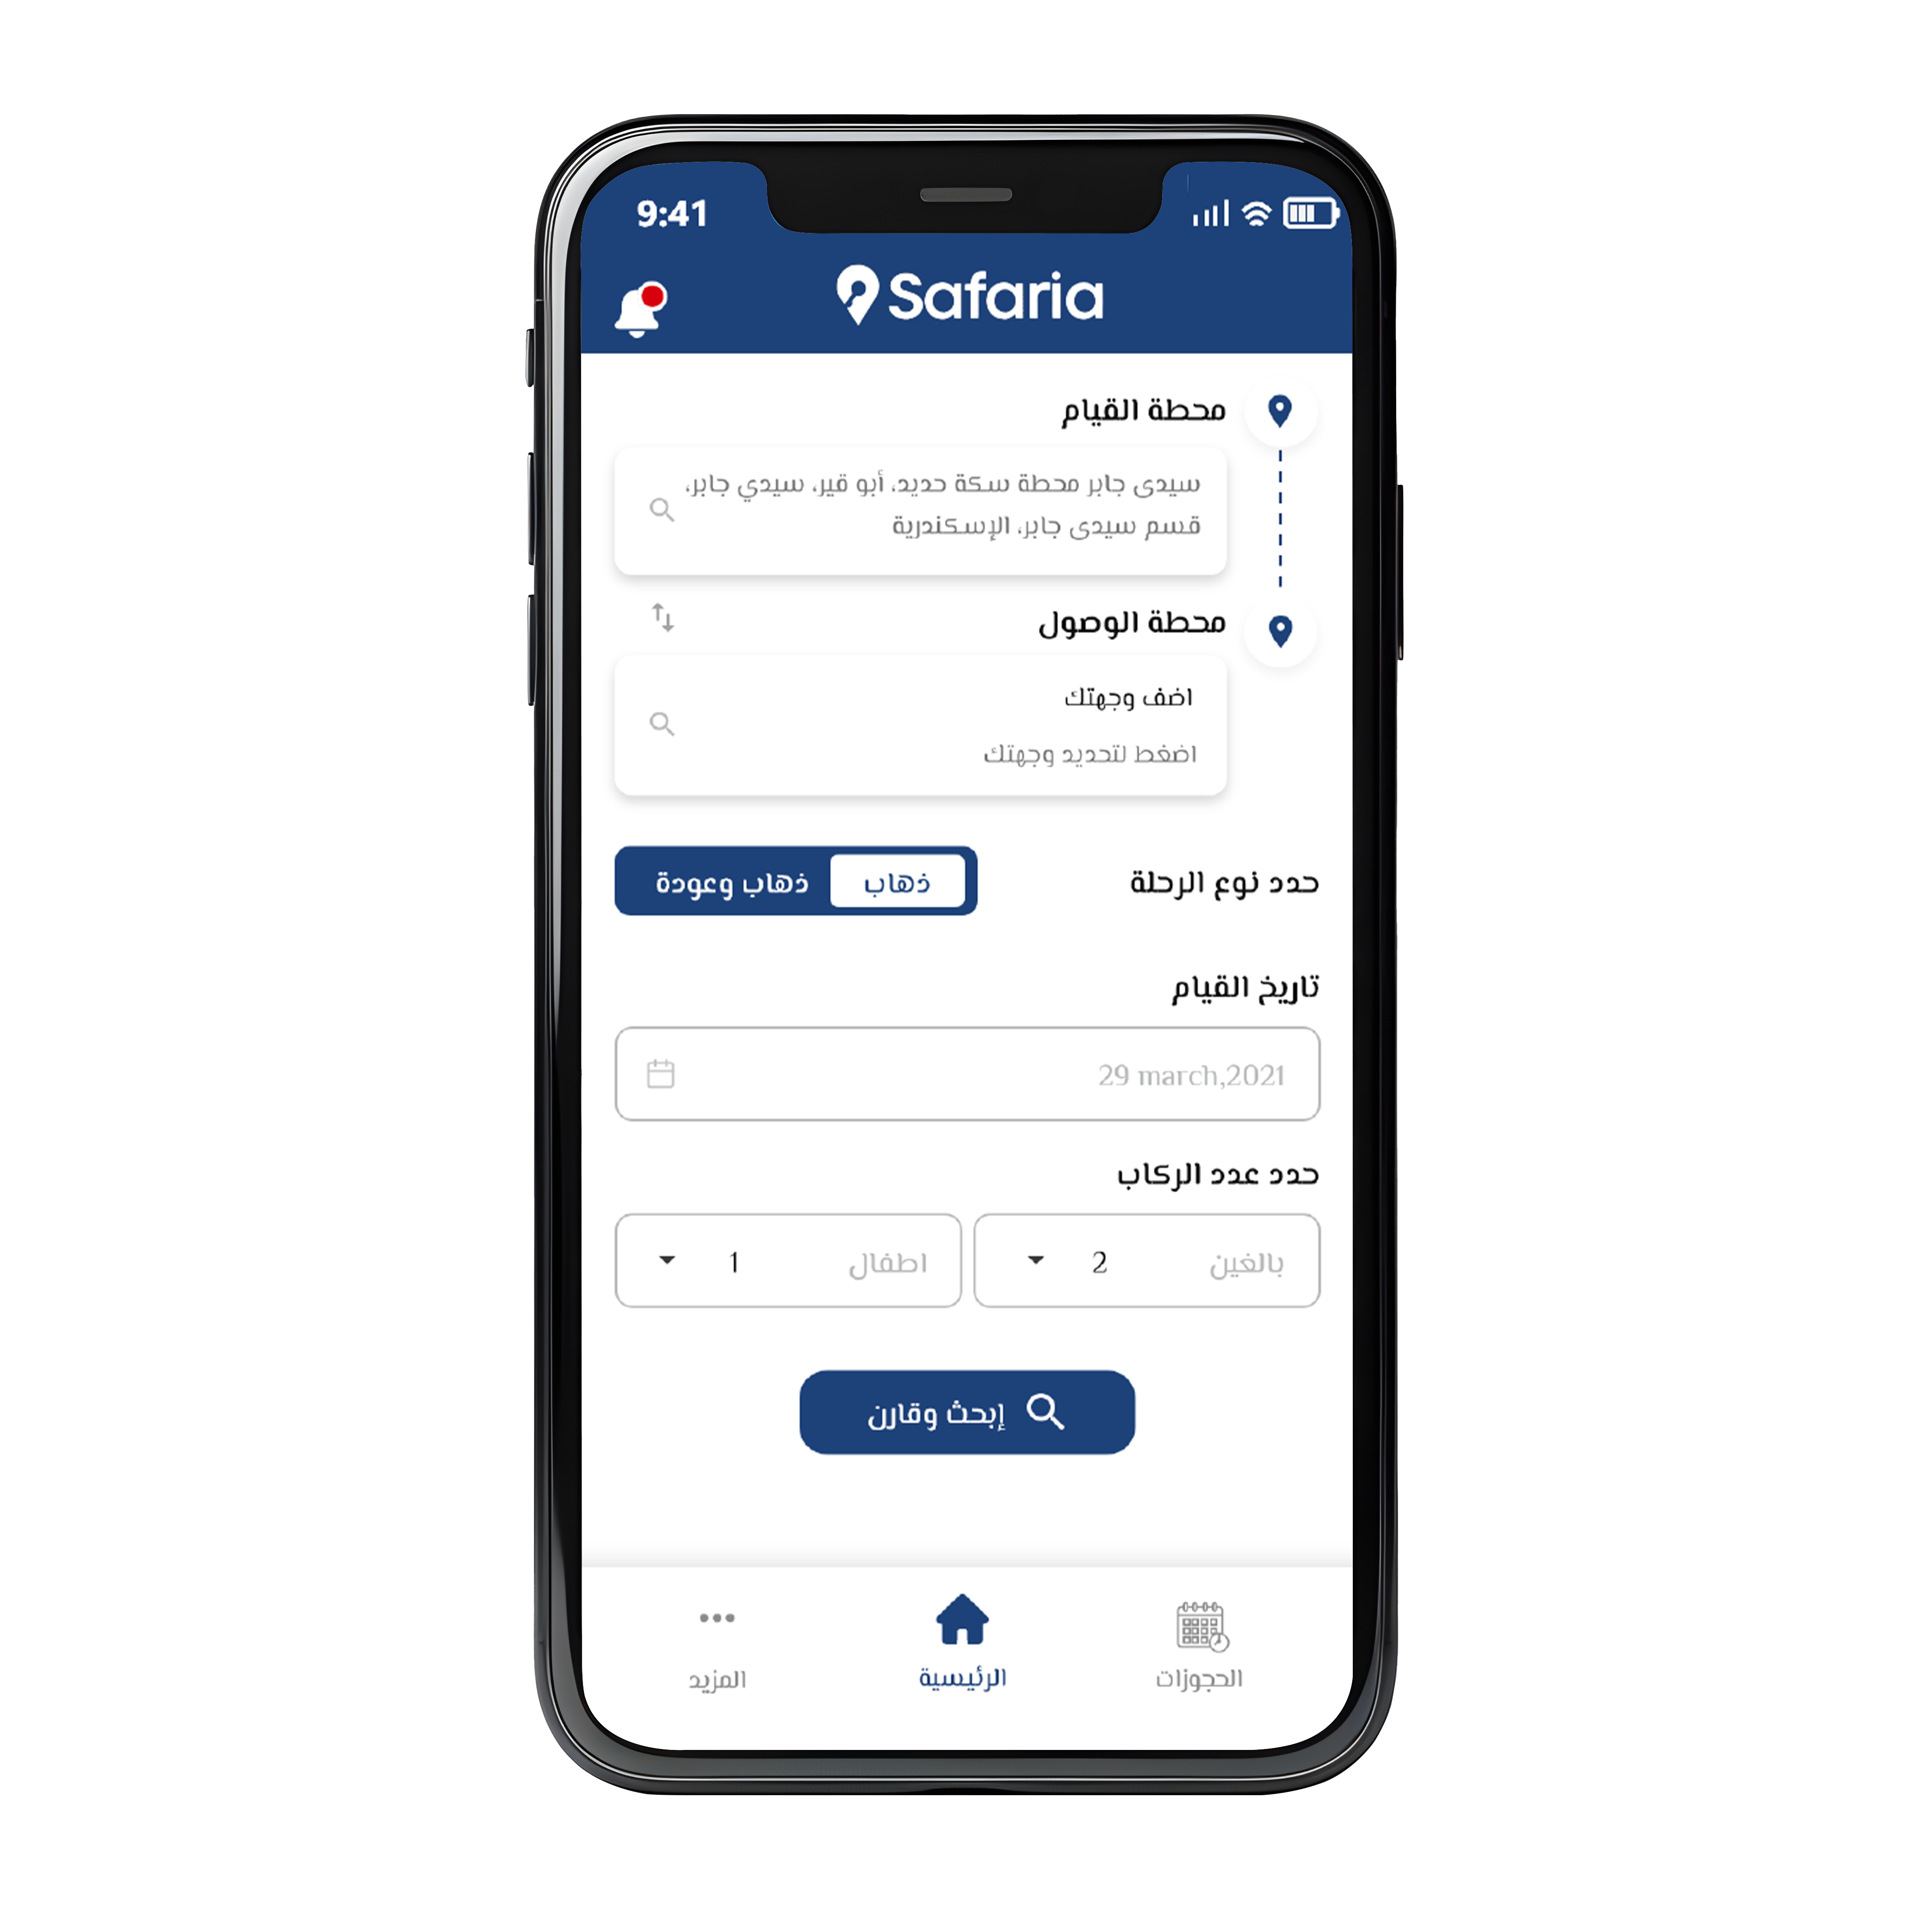 9:41
Safaria
محطة القيام
سيدى جابر محطة سكة حديد، أبو قير، سيدي جابر،
قسم سيدى جابر، الإسكندرية
محطة الوصول
اضف وجهتك
اضغط لتحديد وجهتك
حدد نوع الرحلة
ذهاب
ذهاب وعودة
تاريخ القيام
29 march,2021
حدد عدد الركاب
بالغين 2
اطفال 1
إبحث وقارن
الحجوزات
الرئيسية
المزيد